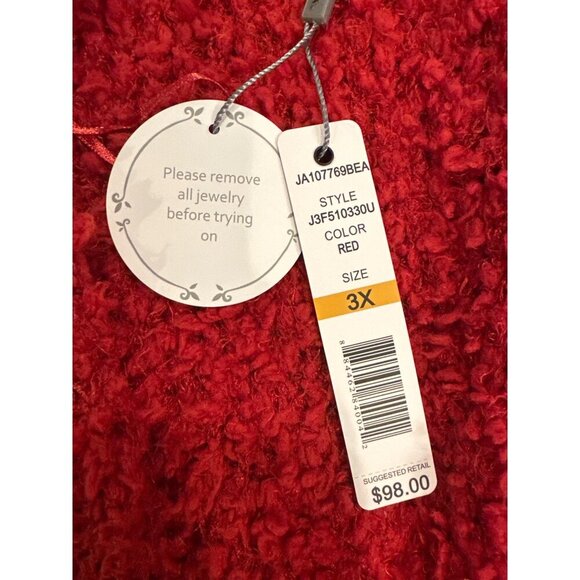 Please remove
all jewelry
before trying
on
JA107769BEA
STYLE
J3F510330U
COLOR
RED
SIZE
3X
SUGGESTED RETAIL
$98.00